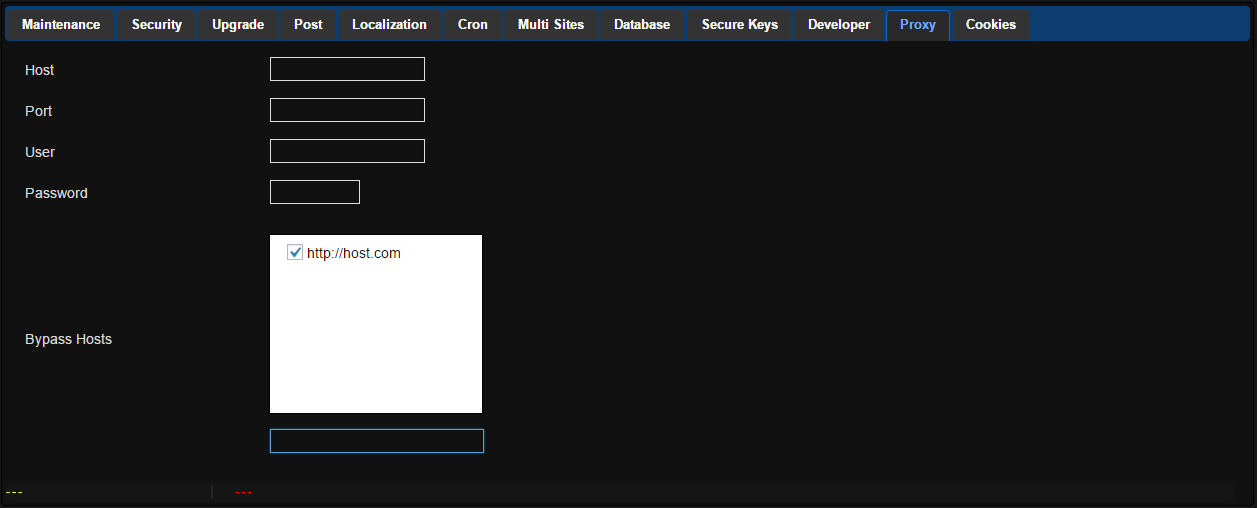 Maintenance Security Upgrade Post Localization Cron Multi Sites Database Secure Keys Developer Proxy Cookies
Host
Port
User
Password
http://host.com
Bypass Hosts
--- ---